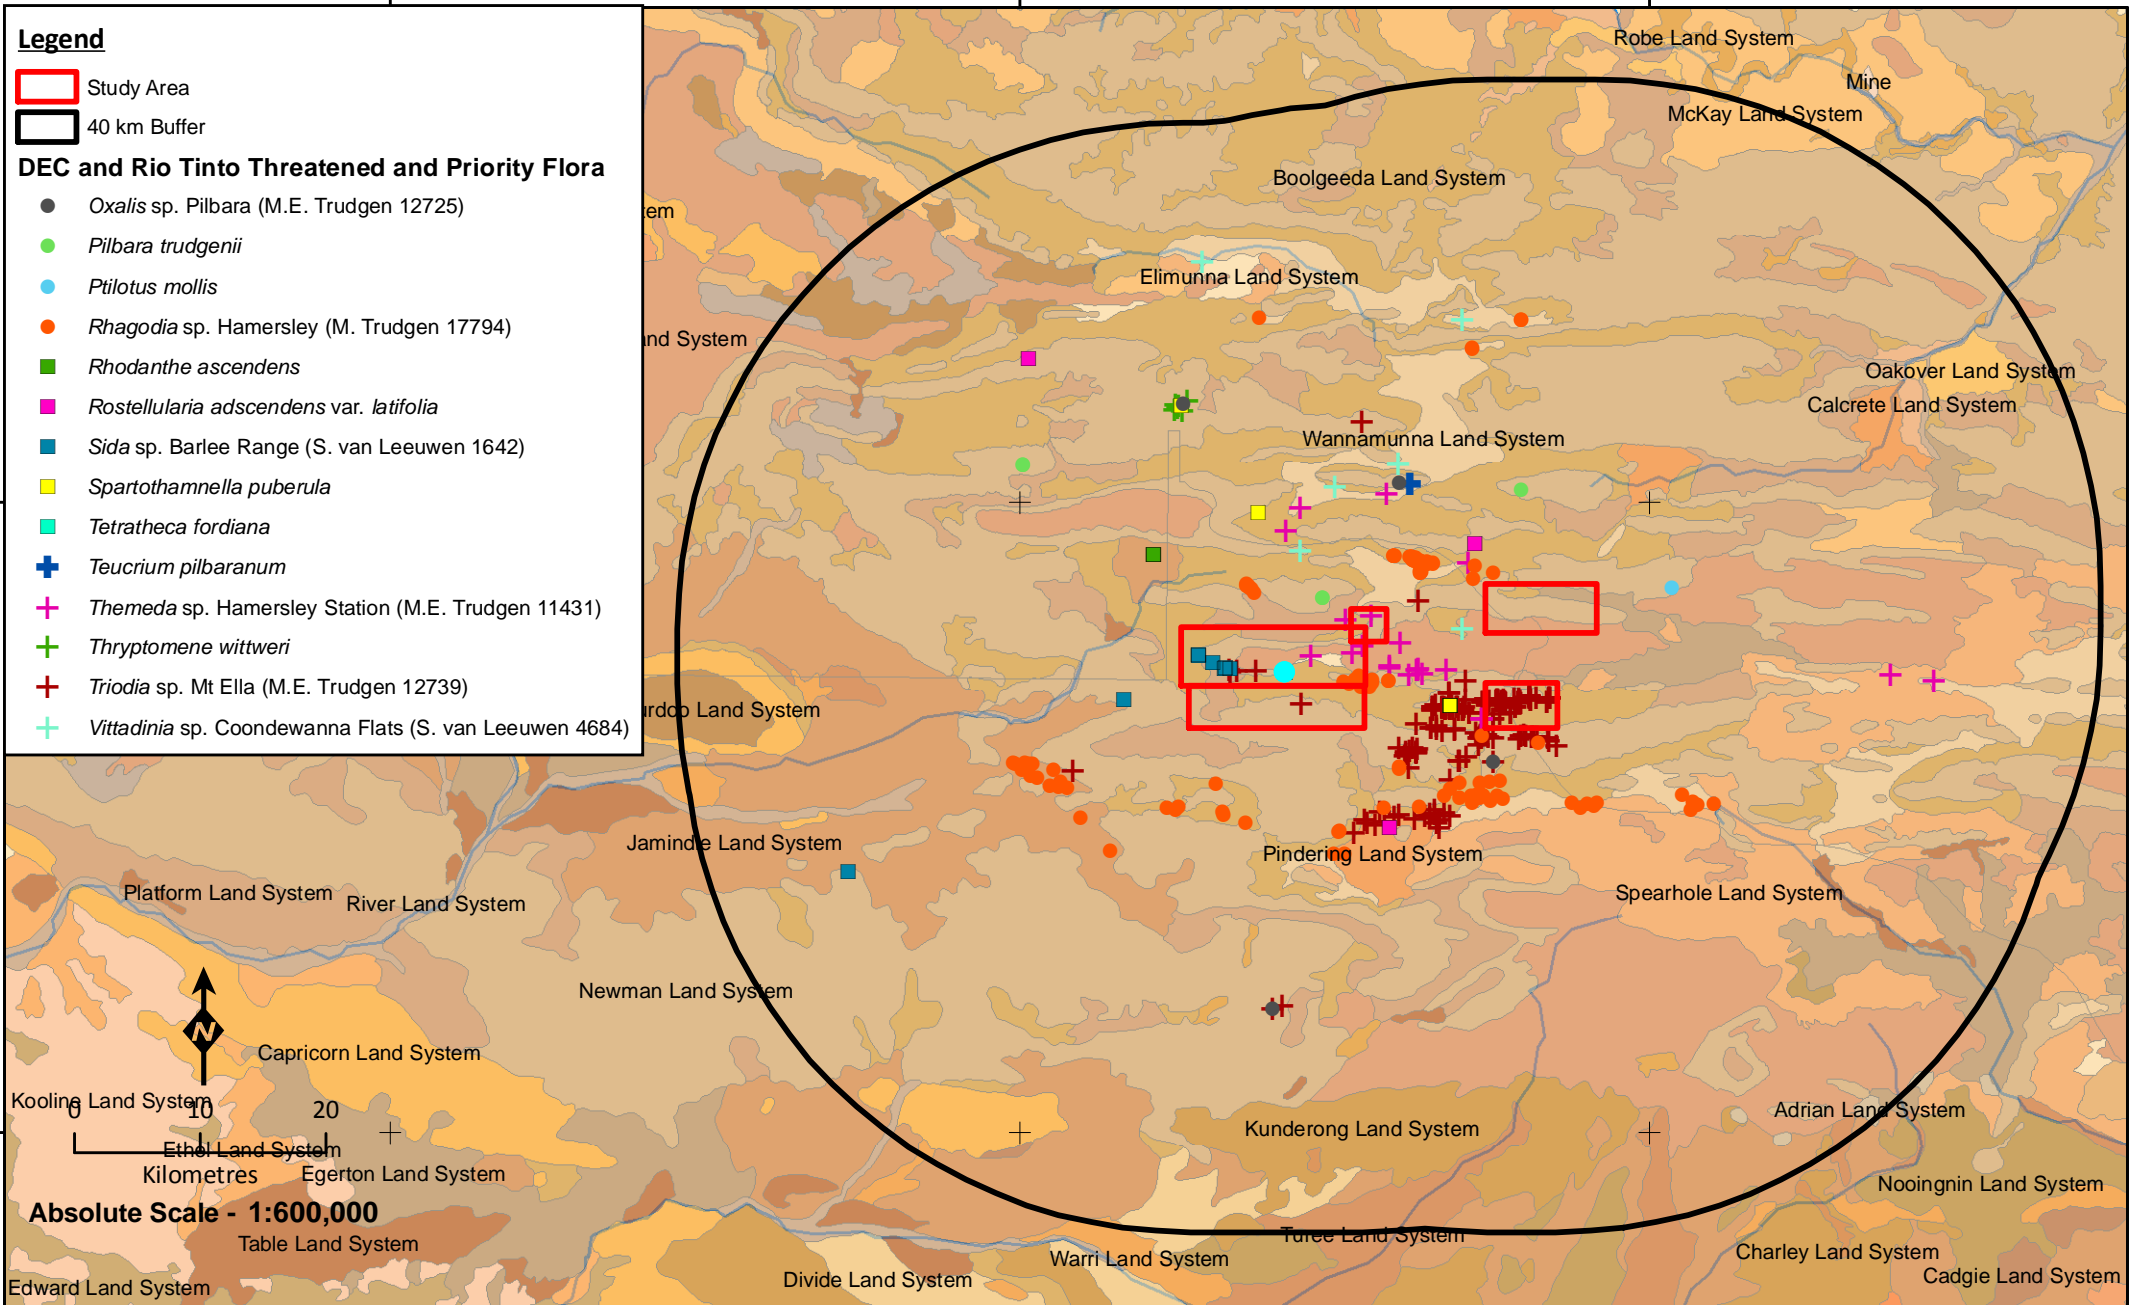 Legend
Study Area
40 km Buffer
DEC and Rio Tinto Threatened and Priority Flora
Oxalis sp. Pilbara (M.E. Trudgen 12725)
Pilbara trudgenii
Ptilotus mollis
Rhagodia sp. Hamersley (M. Trudgen 17794)
Rhodanthe ascendens
Rostellularia adscendens var. latifolia
Sida sp. Barlee Range (S. van Leeuwen 1642)
Spartothamnella puberula
Tetratheca fordiana
Teucrium pilbaranum
Themeda sp. Hamersley Station (M.E. Trudgen 11431)
Thryptomene wittweri
Triodia sp. Mt Ella (M.E. Trudgen 12739)
Vittadinia sp. Coondewanna Flats (S. van Leeuwen 4684)
Robe Land System
Mine
McKay Land System
Boolgeeda Land System
em
Elimunna Land System
nd System
Oakover Land System
Calcrete Land System
Wannamunna Land System
urdoo Land System
Jamindie Land System
Pindering Land System
Platform Land System
River Land System
Spearhole Land System
Newman Land System
N
Capricorn Land System
Kooline Land System
0 10 20
Adrian Land System
Kunderong Land System
Ethel Land System
Kilometres
Egerton Land System
Nooingnin Land System
Absolute Scale - 1:600,000
Table Land System
Turee Land System
Warri Land System
Charley Land System
Divide Land System
Cadgie Land System
Edward Land System